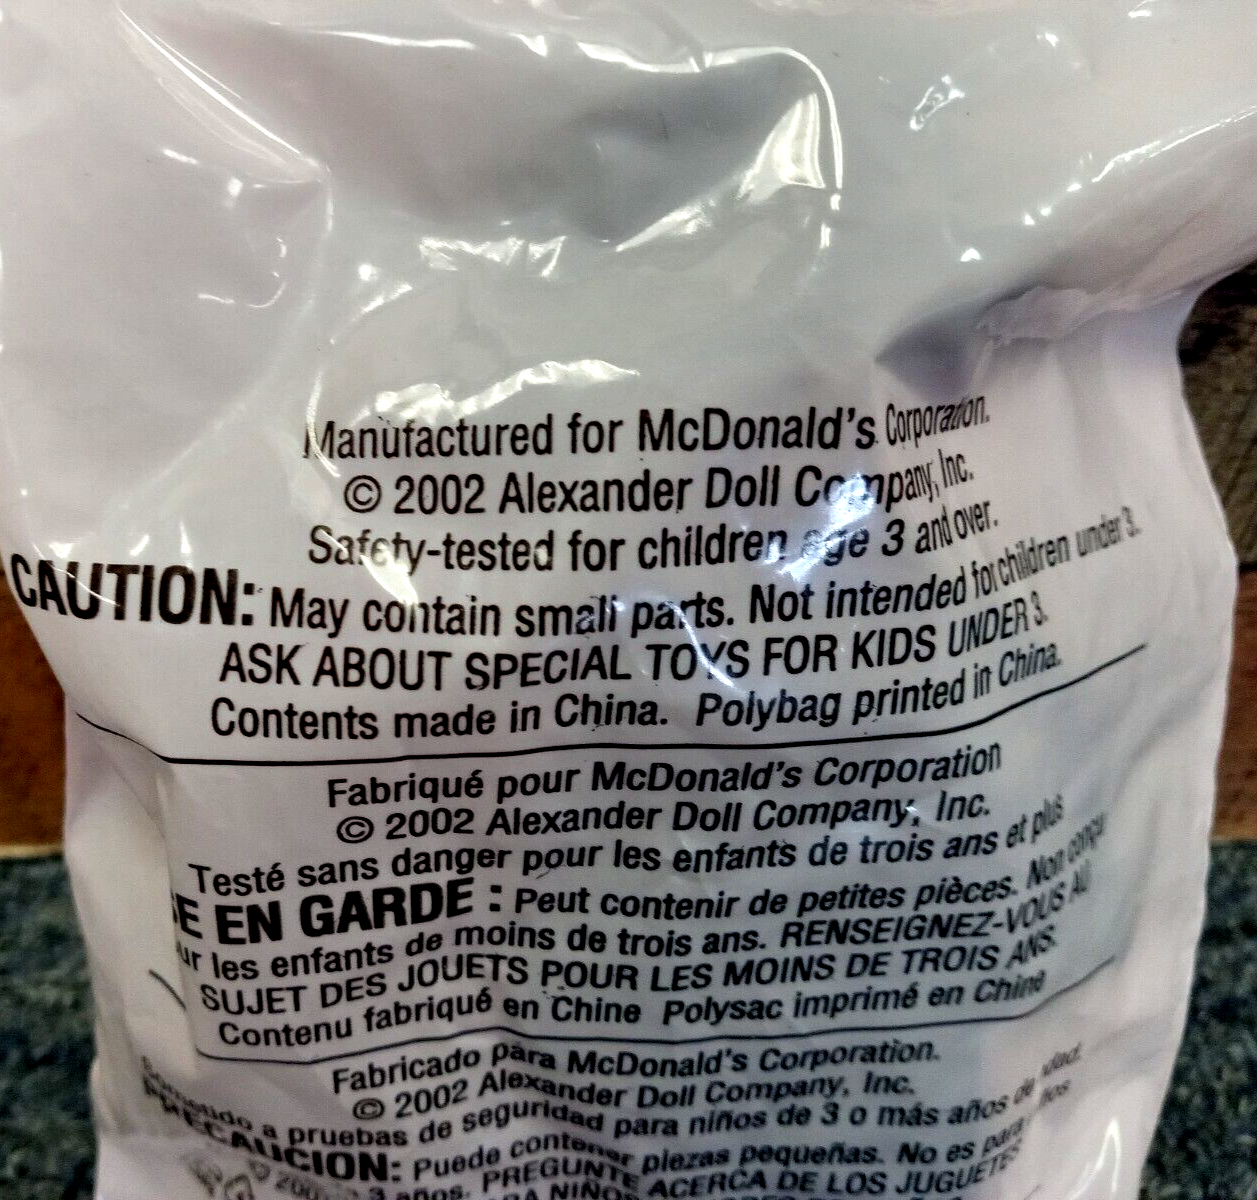 Manufactured for McDonald's Corporation.
© 2002 Alexander Doll Company, Inc.
Safety-tested for children age 3 and over.
CAUTION: May contain small parts. Not intended for children under 3.
ASK ABOUT SPECIAL TOYS FOR KIDS UNDER 3.
Contents made in China. Polybag printed in China.
Fabriqué pour McDonald's Corporation
© 2002 Alexander Doll Company, Inc.
Testé sans danger pour les enfants de trois ans et plus
E EN GARDE : Peut contenir de petites pièces. Non conçu
ur les enfants de moins de trois ans. RENSEIGNEZ-VOUS AU
SUJET DES JOUETS POUR LES MOINS DE TROIS ANS.
Contenu fabriqué en Chine Polysac imprimé en Chine
Fabricado para McDonald's Corporation.
© 2002 Alexander Doll Company, Inc.
Sometido a pruebas de seguridad para niños de 3 o más años de edad.
PRECAUCION: Puede contener piezas pequeñas. No es para
3 años. PREGUNTE ACERCA DE LOS JUGUETES